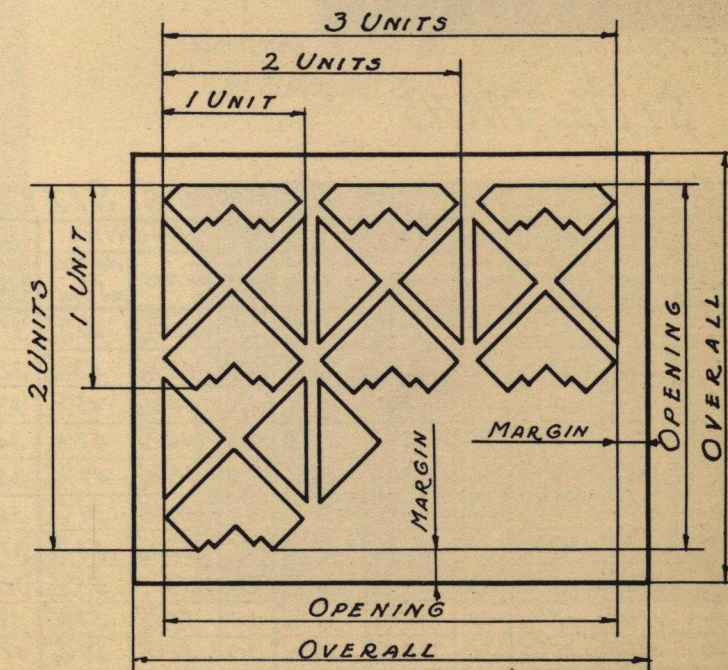 3 UNITS
2 UNITS
1 UNIT
2 UNITS
1 UNIT
OPENING
OVERALL
MARGIN
MARGIN
OPENING
OVERALL